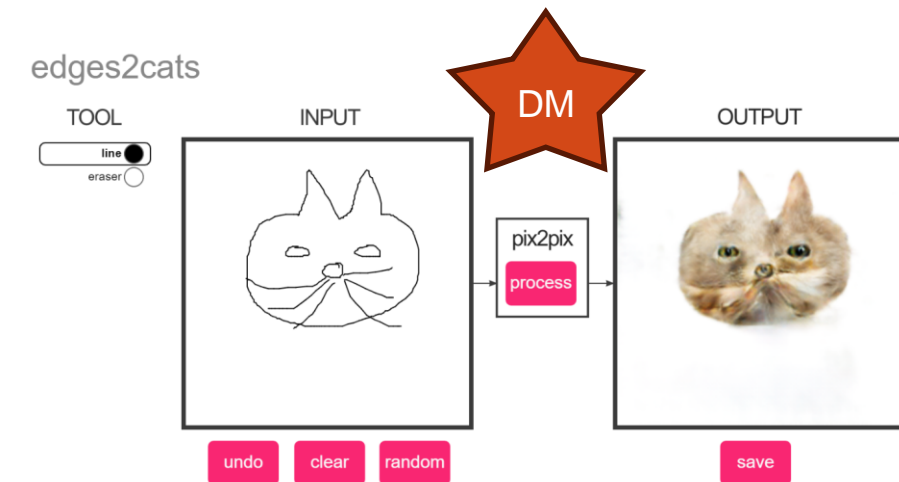 edges2cats
DM
TOOL
INPUT
OUTPUT
line
eraser
pix2pix
process
undo
clear
random
save